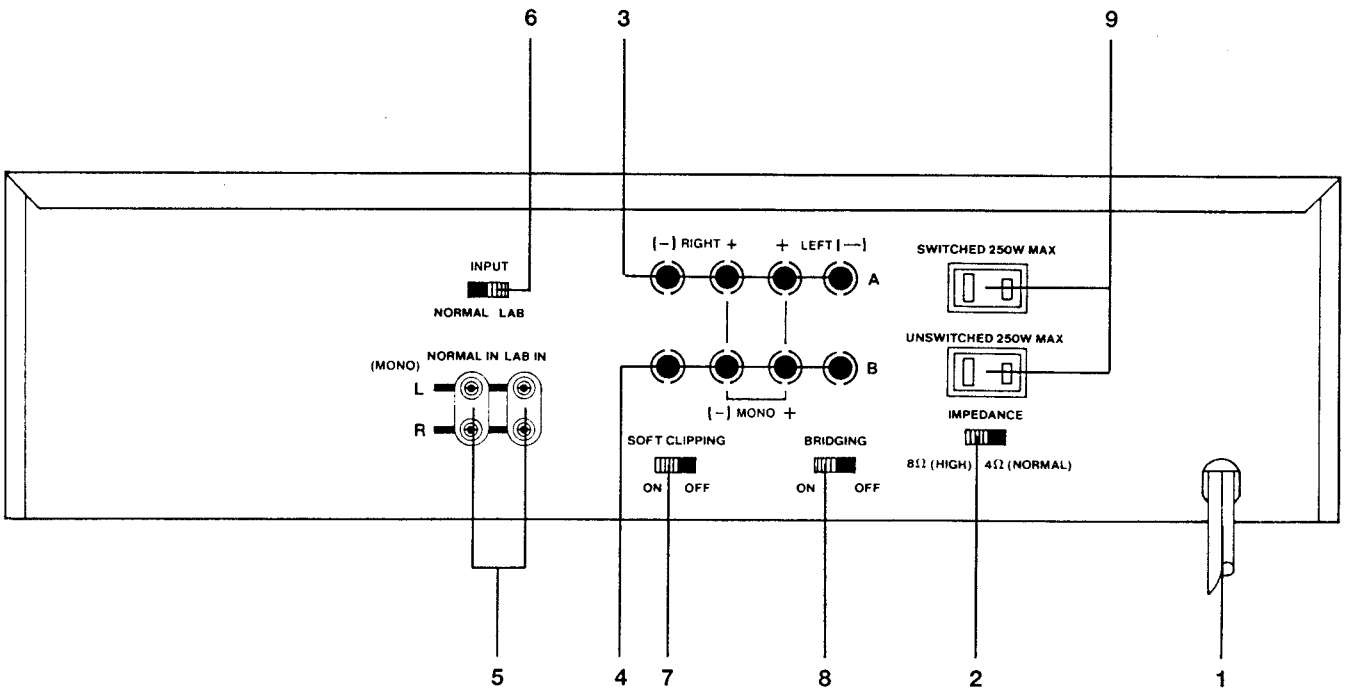 6 3 9
(-) RIGHT + + LEFT (-)
SWITCHED 250W MAX
INPUT
A
NORMAL LAB
UNSWITCHED 250W MAX
(MONO) NORMAL IN LAB IN
B
L
(-) MONO +
IMPEDANCE
R
SOFT CLIPPING BRIDGING
8Ω (HIGH) 4Ω (NORMAL)
ON OFF ON OFF
5 4 7 8 2 1